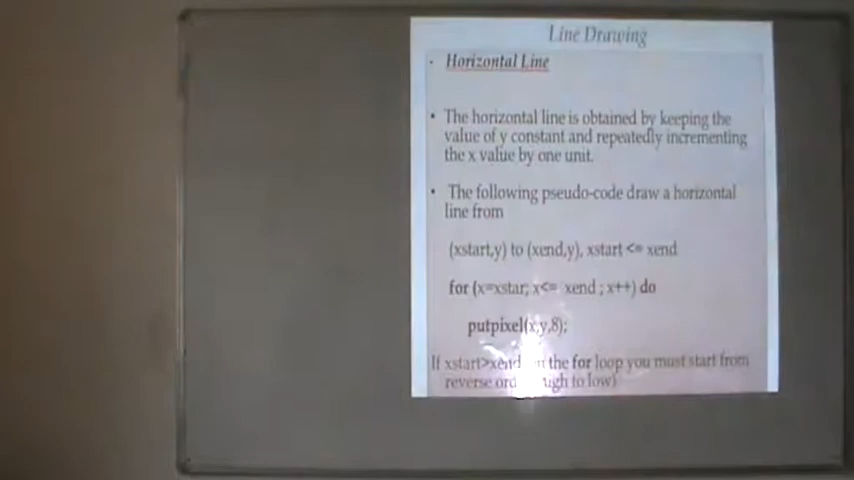 Line Drawing
Horizontal Line
• The horizontal line is obtained by keeping the
value of y constant and repeatedly incrementing
the x value by one unit.
• The following pseudo-code draw a horizontal
line from
(xstart,y) to (xend,y), xstart <= xend
for (x=xstar; x<= xend ; x++) do
putpixel(x,y,8);
If xstart>xend the for loop you must start from
reverse to low)